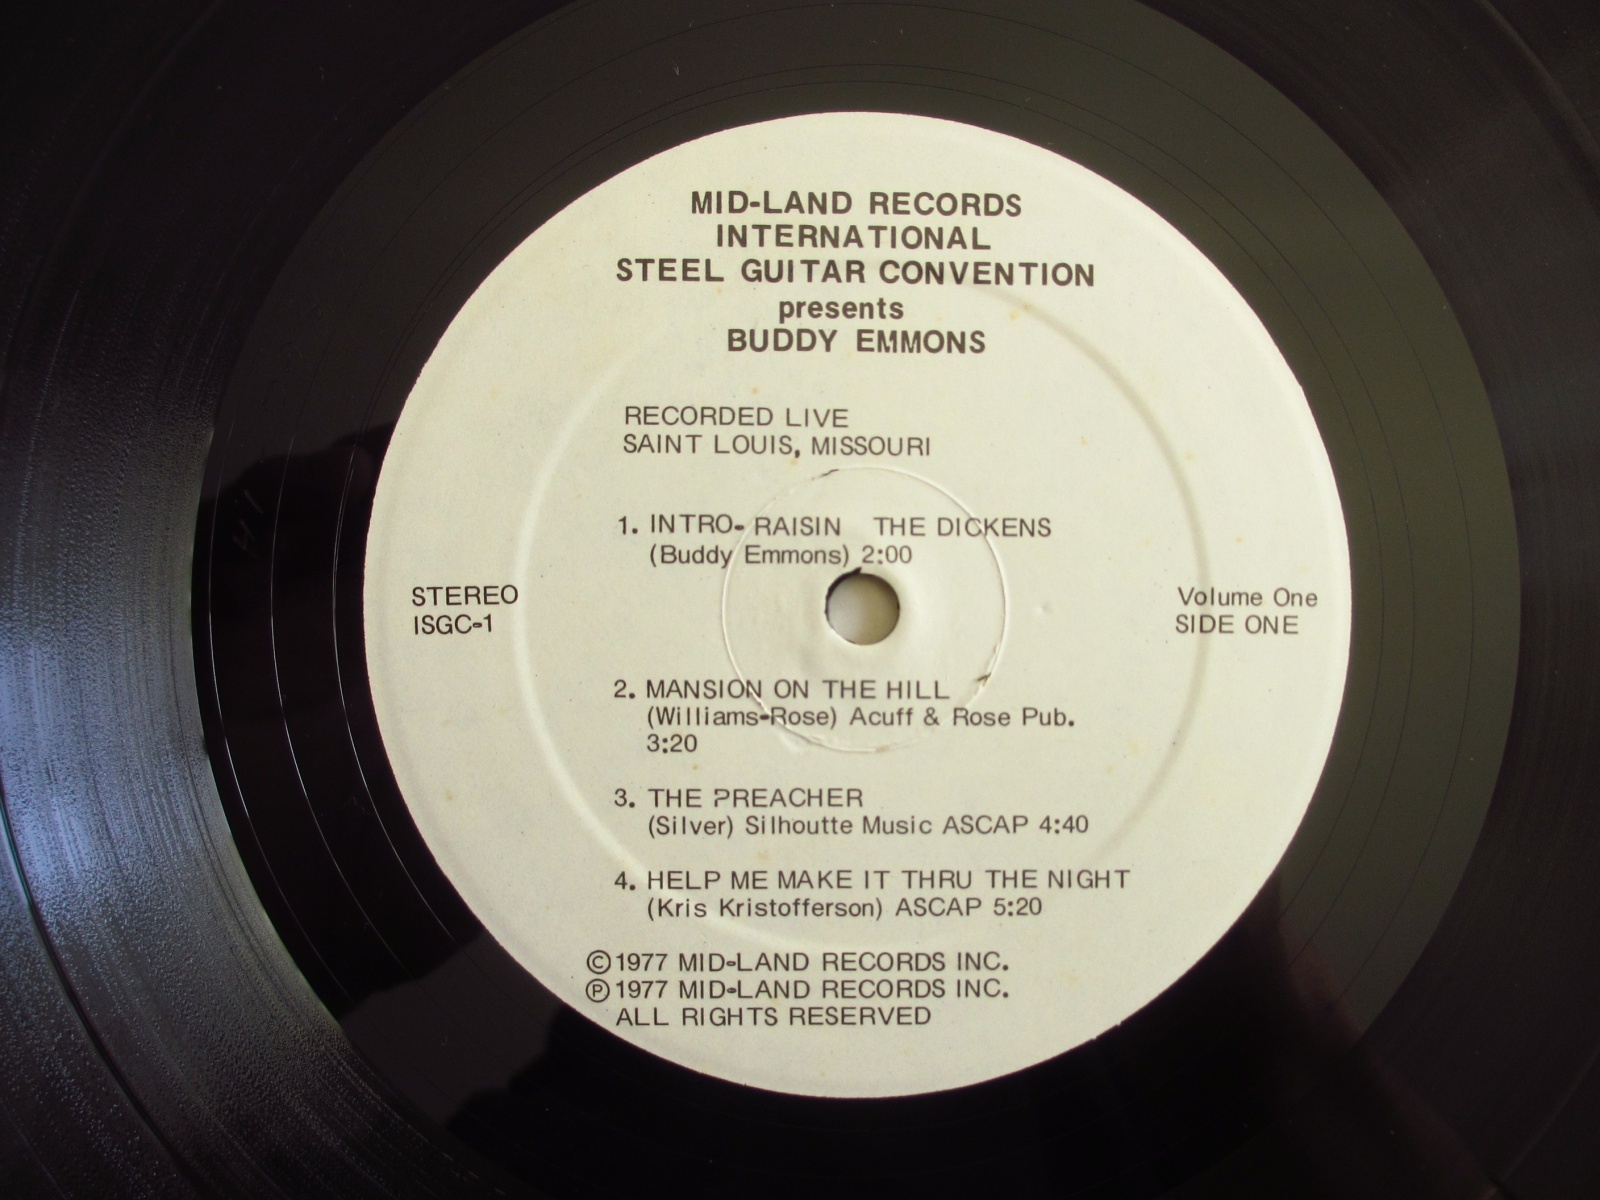 MID-LAND RECORDS
INTERNATIONAL
STEEL GUITAR CONVENTION
presents
BUDDY EMMONS
RECORDED LIVE
SAINT LOUIS, MISSOURI
1. INTRO- RAISIN THE DICKENS
(Buddy Emmons) 2:00
STEREO
ISGC-1
Volume One
SIDE ONE
2. MANSION ON THE HILL
(Williams-Rose) Acuff & Rose Pub.
3:20
3. THE PREACHER
(Silver) Silhoutte Music ASCAP 4:40
4. HELP ME MAKE IT THRU THE NIGHT
(Kris Kristofferson) ASCAP 5:20
©1977 MID-LAND RECORDS INC.
℗1977 MID-LAND RECORDS INC.
ALL RIGHTS RESERVED